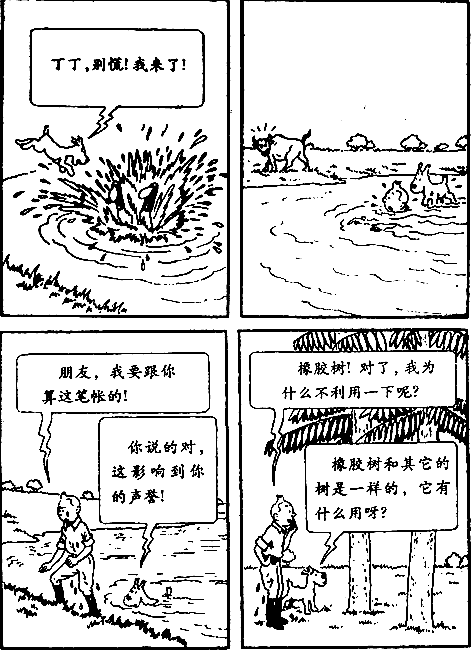 丁丁，别慌！我来了！
朋友，我要跟你
算这笔帐的！
你说的对，
这影响到你
的声誉！
橡胶树！对了，我为
什么不利用一下呢？
橡胶树和其它的
树是一样的，它有
什么用呀？